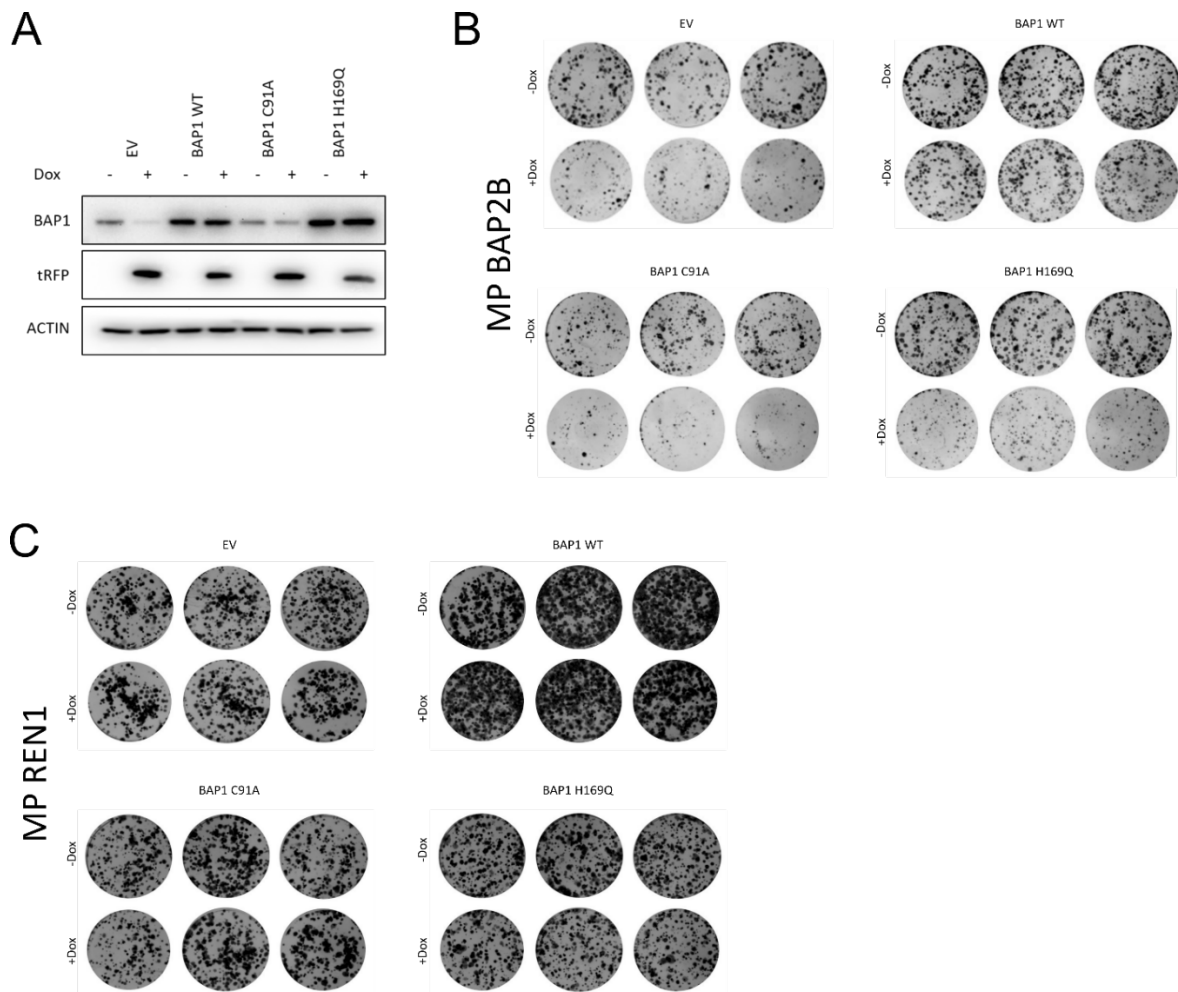 A
EV
BAP1 WT
BAP1 C91A
BAP1 H169Q
Dox - + - + - + - +
BAP1
tRFP
ACTIN
B
MP BAP2B
EV
-Dox
+Dox
BAP1 WT
-Dox
+Dox
BAP1 C91A
-Dox
+Dox
BAP1 H169Q
-Dox
+Dox
C
MP REN1
EV
-Dox
+Dox
BAP1 WT
-Dox
+Dox
BAP1 C91A
-Dox
+Dox
BAP1 H169Q
-Dox
+Dox